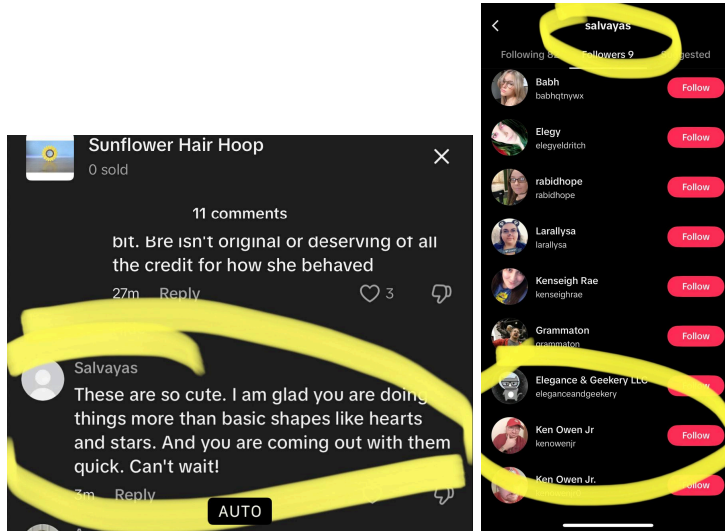 Sunflower Hair Hoop
0 sold
11 comments
bit. Bre isn't original or deserving of all
the credit for how she behaved
27m Reply
3
Salvayas
These are so cute. I am glad you are doing
things more than basic shapes like hearts
and stars. And you are coming out with them
quick. Can't wait!
3m Reply
AUTO
salvayas
Following Followers 9
Babh
babhqtnywx
Follow
Elegy
elegyeldritch
Follow
rabidhope
rabidhope
Follow
Larallysa
larallysa
Follow
Kenseigh Rae
kenseighrae
Follow
Grammaton
grammaton
Follow
Elegance & Geekery LLC
eleganceandgeekery
Follow
Ken Owen Jr
kenowenjr
Follow
Ken Owen Jr.